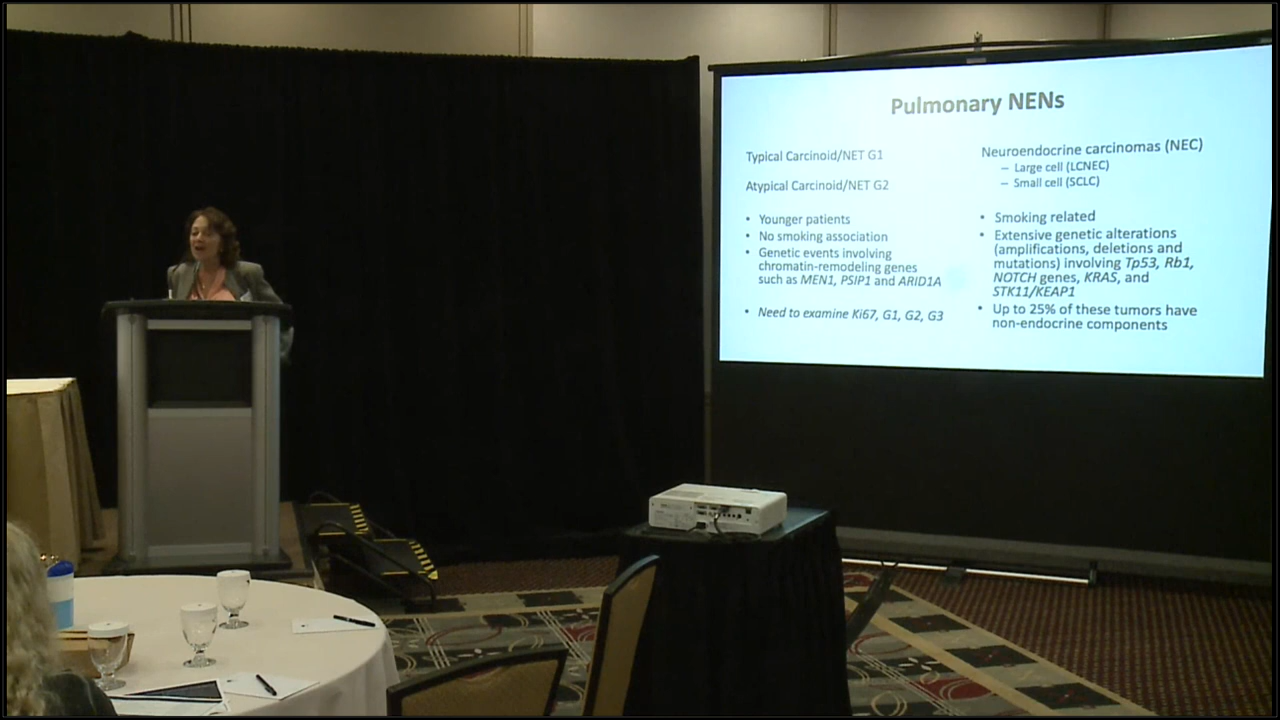 Pulmonary NENs
Typical Carcinoid/NET G1
Atypical Carcinoid/NET G2
• Younger patients
• No smoking association
• Genetic events involving
chromatin-remodeling genes
such as MEN1, PSIP1 and ARID1A
• Need to examine Ki67, G1, G2, G3
Neuroendocrine carcinomas (NEC)
– Large cell (LCNEC)
– Small cell (SCLC)
• Smoking related
• Extensive genetic alterations
(amplifications, deletions and
mutations) involving Tp53, Rb1,
NOTCH genes, KRAS, and
STK11/KEAP1
• Up to 25% of these tumors have
non-endocrine components